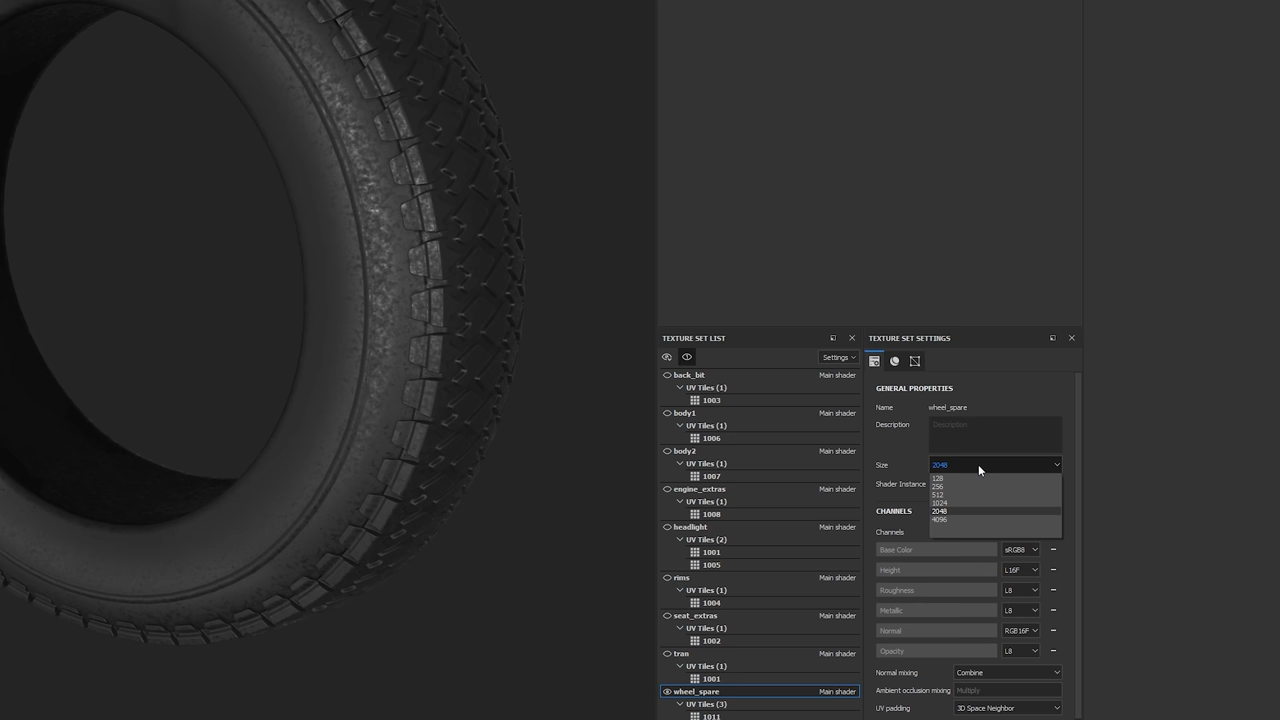 TEXTURE SET LIST
Settings
back_bit Main shader
UV Tiles (1)
1003
body1 Main shader
UV Tiles (1)
1006
body2 Main shader
UV Tiles (1)
1007
engine_extras Main shader
UV Tiles (1)
1008
headlight Main shader
UV Tiles (2)
1001
1005
rims Main shader
UV Tiles (1)
1004
seat_extras Main shader
UV Tiles (1)
1002
tran Main shader
UV Tiles (1)
1001
wheel_spare Main shader
UV Tiles (3)
1011
TEXTURE SET SETTINGS
GENERAL PROPERTIES
Name wheel_spare
Description Description
Size 2048
128
256
512
1024
2048
4096
Shader Instance
CHANNELS
Channels
Base Color sRGB8
Height L16F
Roughness L8
Metallic L8
Normal RGB16F
Opacity L8
Normal mixing Combine
Ambient occlusion mixing Multiply
UV padding 3D Space Neighbor